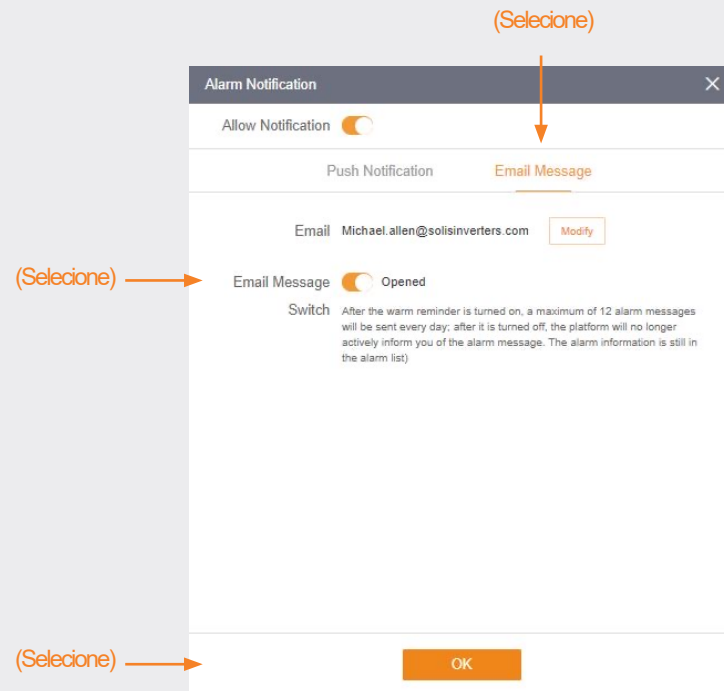 (Selecione)
Alarm Notification
Allow Notification
Push Notification
Email Message
Email Michael.allen@solisinverters.com Modify
(Selecione)
Email Message Switch
Opened
After the warm reminder is turned on, a maximum of 12 alarm messages
will be sent every day; after it is turned off, the platform will no longer
actively inform you of the alarm message. The alarm information is still in
the alarm list)
(Selecione)
OK